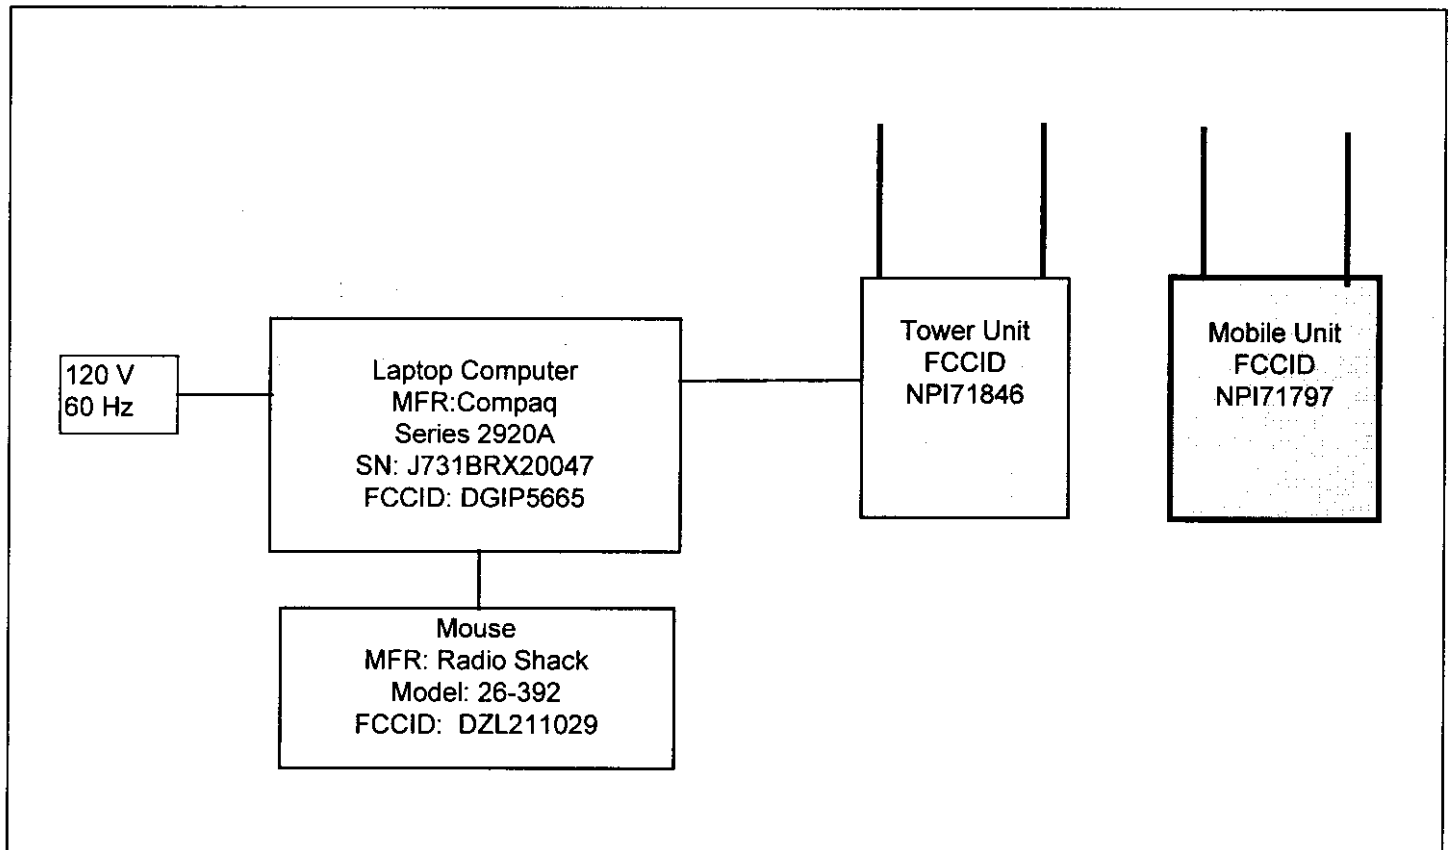 120 V
60 Hz
Laptop Computer
MFR:Compaq
Series 2920A
SN: J731BRX20047
FCCID: DGIP5665
Mouse
MFR: Radio Shack
Model: 26-392
FCCID: DZL211029
Tower Unit
FCCID
NPI71846
Mobile Unit
FCCID
NPI71797